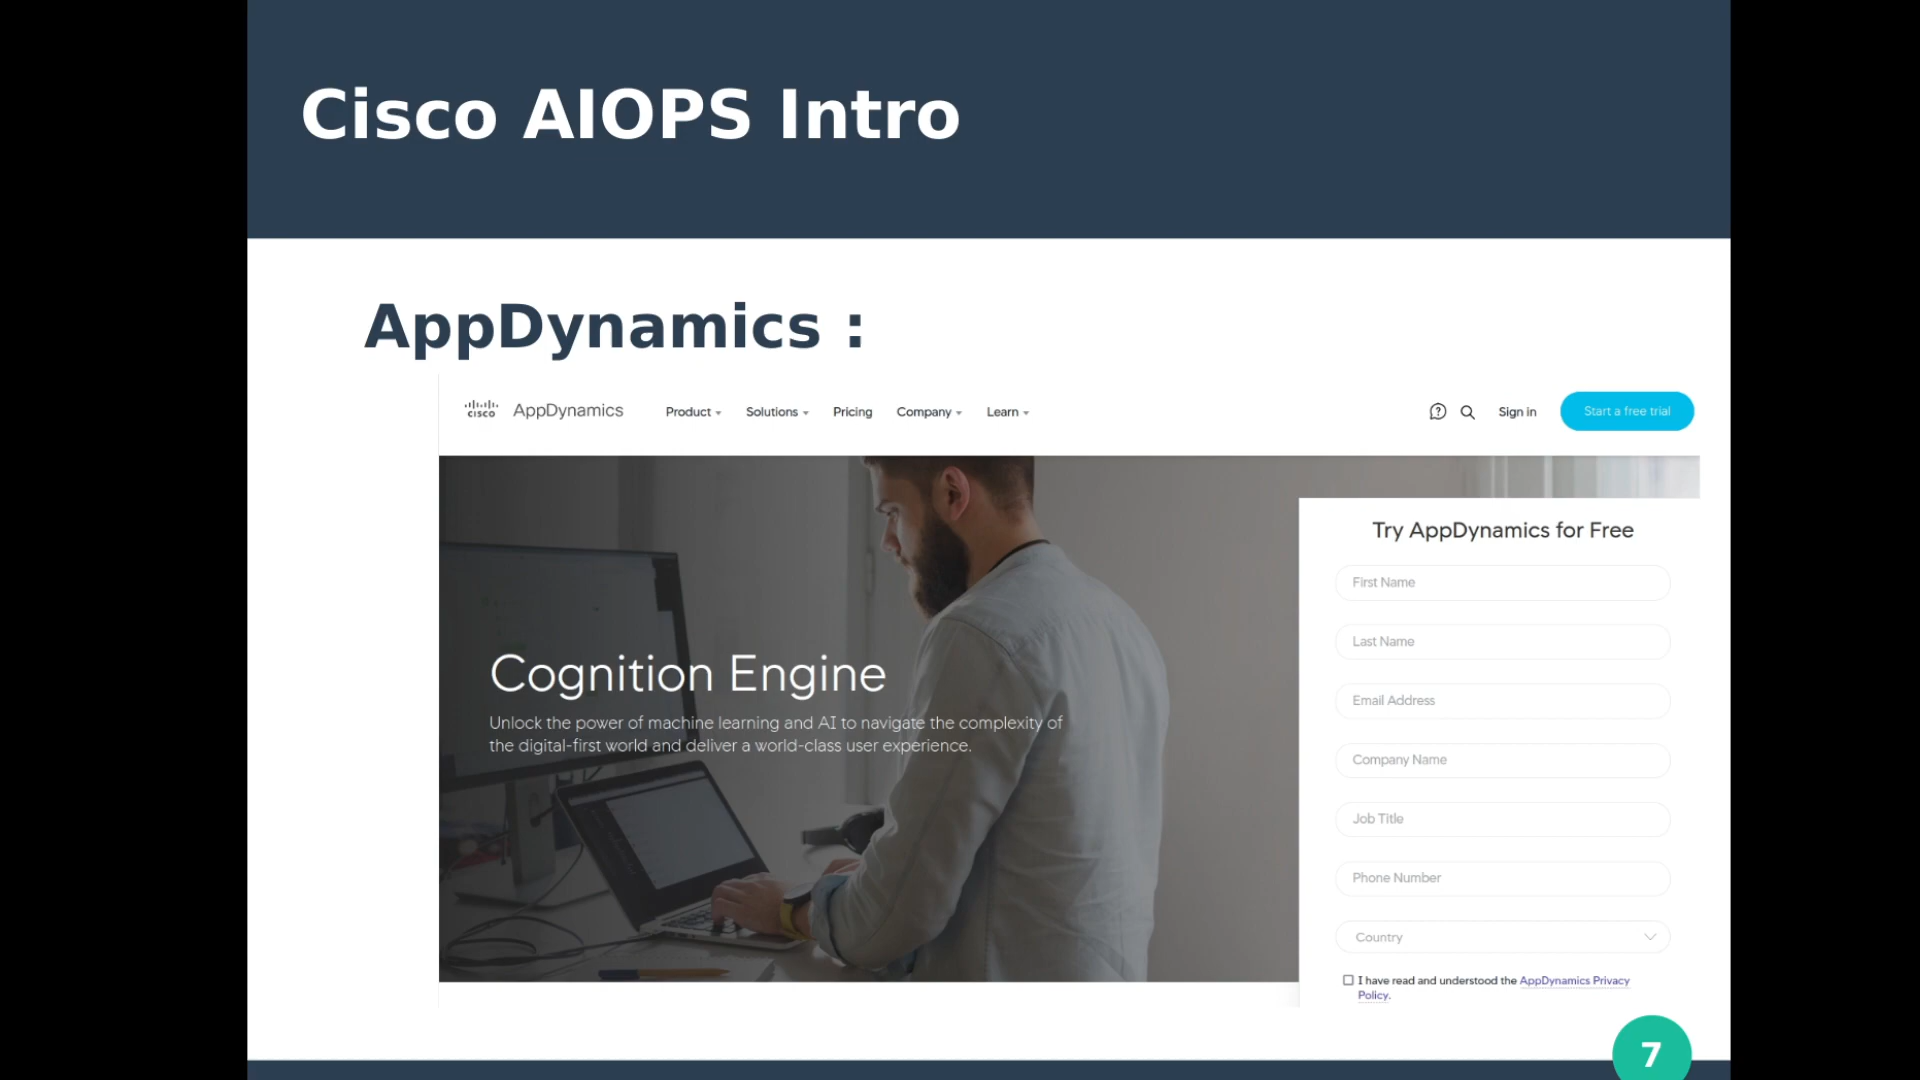 Cisco AIOPS Intro
AppDynamics :
cisco AppDynamics Product Solutions Pricing Company Learn Sign in Start a free trial
Try AppDynamics for Free
First Name
Last Name
Email Address
Company Name
Job Title
Phone Number
Country
I have read and understood the AppDynamics Privacy
Policy.
Cognition Engine
Unlock the power of machine learning and AI to navigate the complexity of
the digital-first world and deliver a world-class user experience.
7